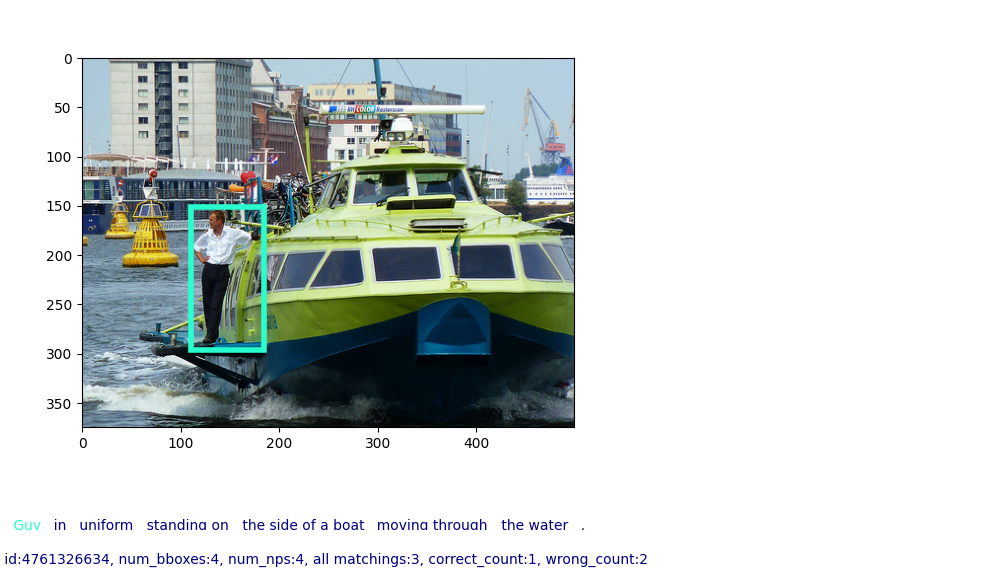 0
50
100
150
200
250
300
350
0 100 200 300 400
COLOR
Guy in uniform standing on the side of a boat moving through the water .
id:4761326634, num_bboxes:4, num_nps:4, all matchings:3, correct_count:1, wrong_count:2